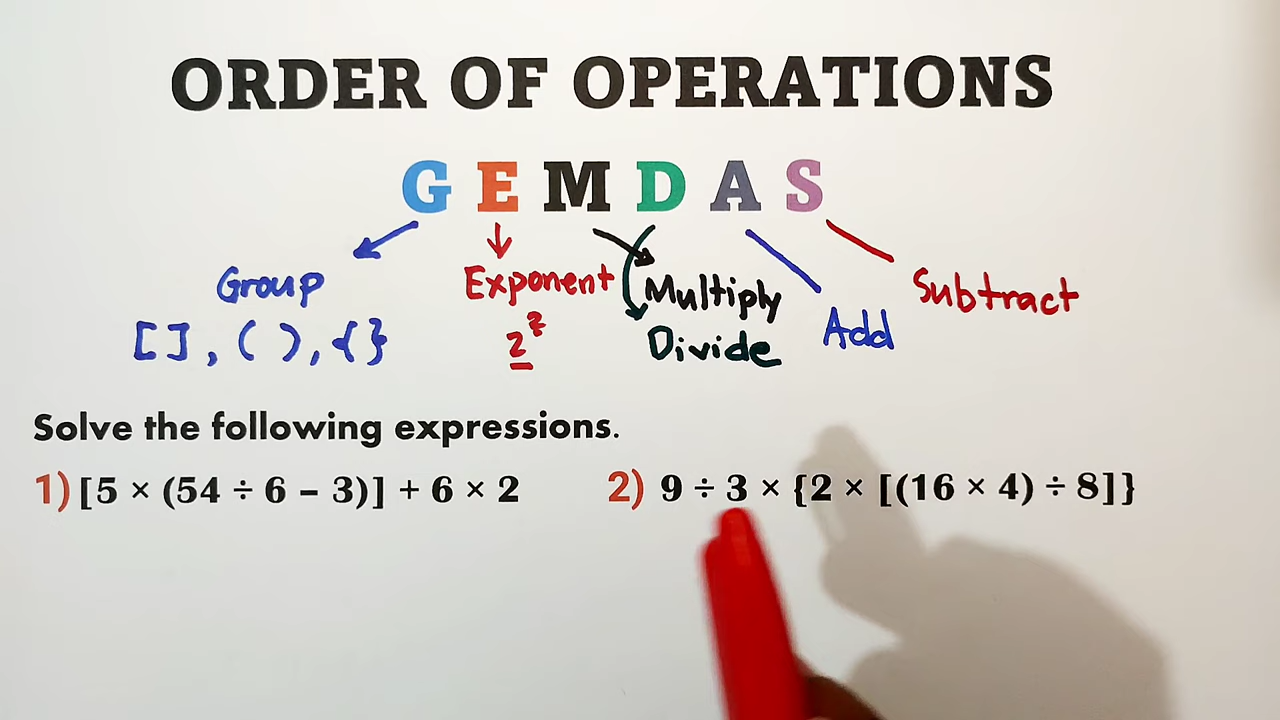 ORDER OF OPERATIONS
G E M D A S
Group
[ ] , ( ) , { }
Exponent
2²
Multiply
Divide
Add
Subtract
Solve the following expressions.
1) [5 × (54 ÷ 6 – 3)] + 6 × 2
2) 9 ÷ 3 × {2 × [(16 × 4) ÷ 8]}